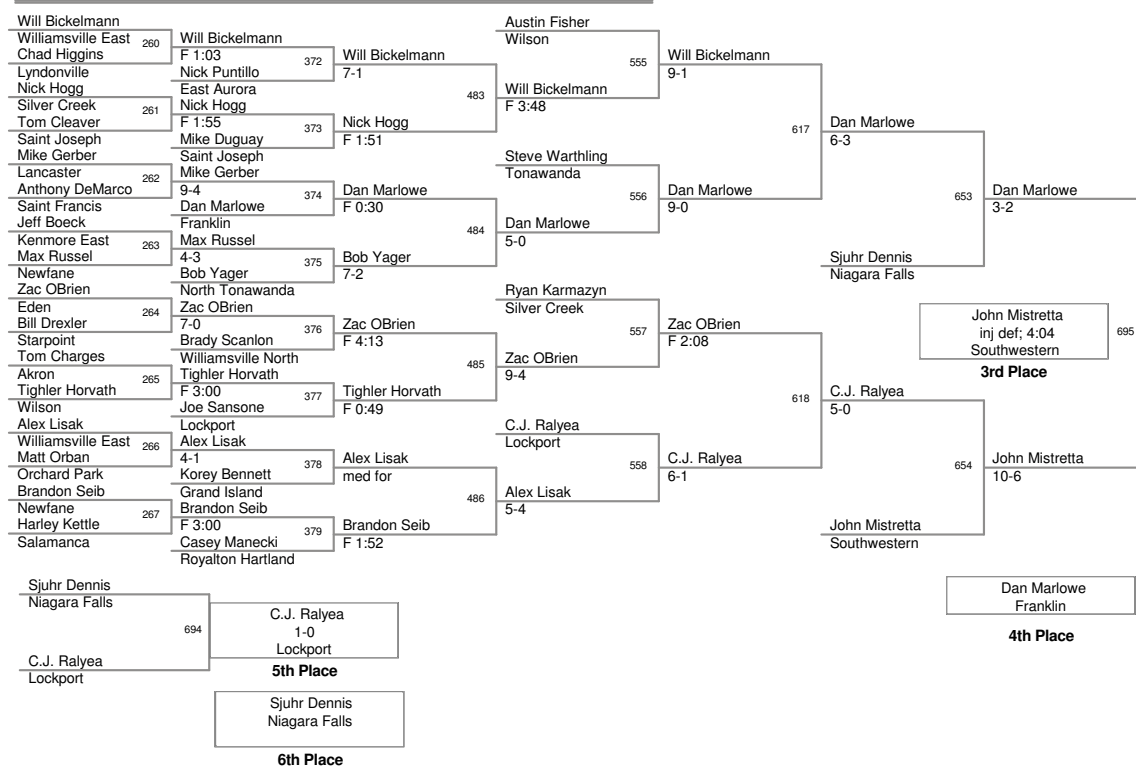 Will Bickelmann
Williamsville East
260
Chad Higgins
Lyndonville
Nick Hogg
Silver Creek
261
Tom Cleaver
Saint Joseph
Mike Gerber
Lancaster
262
Anthony DeMarco
Saint Francis
Jeff Boeck
Kenmore East
263
Max Russel
Newfane
Zac OBrien
Eden
264
Bill Drexler
Starpoint
Tom Charges
Akron
265
Tighler Horvath
Wilson
Alex Lisak
Williamsville East
266
Matt Orban
Orchard Park
Brandon Seib
Newfane
267
Harley Kettle
Salamanca
Will Bickelmann
F 1:03
372
Nick Puntillo
East Aurora
Nick Hogg
F 1:55
373
Mike Duguay
Saint Joseph
Mike Gerber
9-4
374
Dan Marlowe
Franklin
Max Russel
4-3
375
Bob Yager
North Tonawanda
Zac OBrien
7-0
376
Brady Scanlon
Williamsville North
Tighler Horvath
F 3:00
377
Joe Sansone
Lockport
Alex Lisak
4-1
378
Korey Bennett
Grand Island
Brandon Seib
F 3:00
379
Casey Manecki
Royalton Hartland
Will Bickelmann
7-1
483
Nick Hogg
F 1:51
Dan Marlowe
F 0:30
484
Bob Yager
7-2
Zac OBrien
F 4:13
485
Tighler Horvath
F 0:49
Alex Lisak
med for
486
Brandon Seib
F 1:52
Austin Fisher
Wilson
555
Will Bickelmann
F 3:48
Steve Warthling
Tonawanda
556
Dan Marlowe
5-0
Ryan Karmazyn
Silver Creek
557
Zac OBrien
9-4
C.J. Ralyea
Lockport
558
Alex Lisak
5-4
Will Bickelmann
9-1
617
Dan Marlowe
9-0
Zac OBrien
F 2:08
618
C.J. Ralyea
6-1
Dan Marlowe
6-3
653
Sjuhr Dennis
Niagara Falls
C.J. Ralyea
5-0
654
John Mistretta
Southwestern
Dan Marlowe
3-2
John Mistretta
inj def; 4:04
Southwestern
695
3rd Place
John Mistretta
10-6
Dan Marlowe
Franklin
4th Place
Sjuhr Dennis
Niagara Falls
694
C.J. Ralyea
Lockport
C.J. Ralyea
1-0
Lockport
5th Place
Sjuhr Dennis
Niagara Falls
6th Place